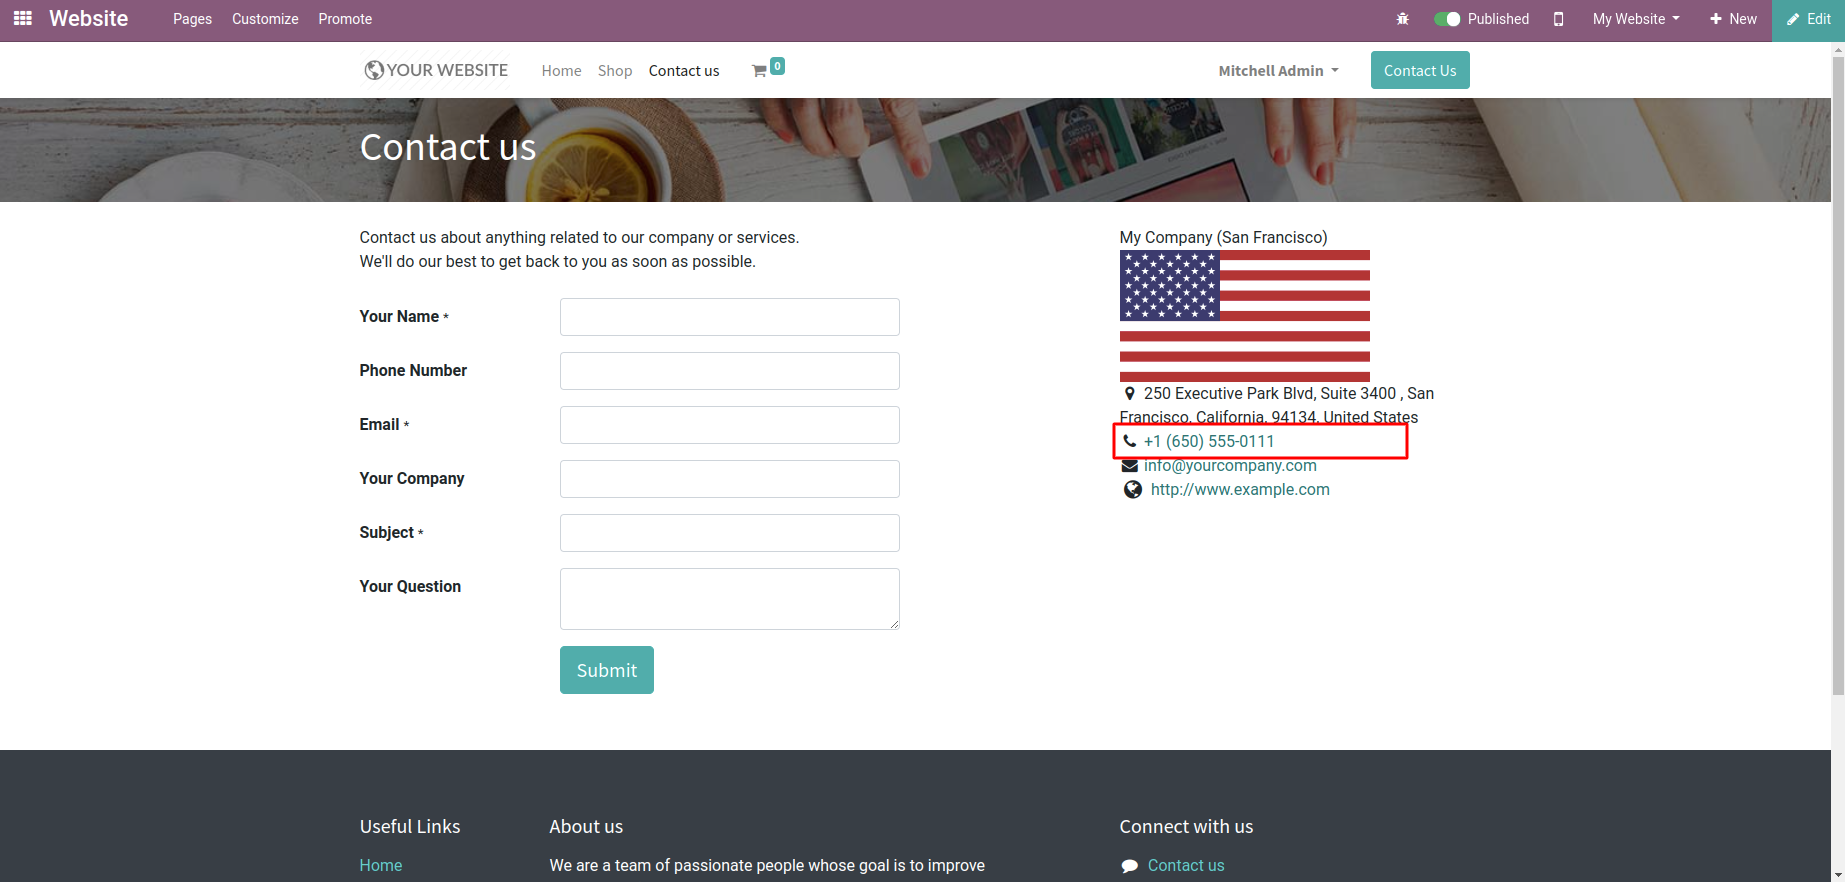 Website Pages Customize Promote Published My Website New Edit
YOUR WEBSITE Home Shop Contact us 0 Mitchell Admin Contact Us
Contact us
Contact us about anything related to our company or services.
We'll do our best to get back to you as soon as possible.
Your Name *
Phone Number
Email *
Your Company
Subject *
Your Question
Submit
My Company (San Francisco)
250 Executive Park Blvd, Suite 3400 , San
Francisco, California, 94134, United States
+1 (650) 555-0111
info@yourcompany.com
http://www.example.com
Useful Links
Home
About us
We are a team of passionate people whose goal is to improve
Connect with us
Contact us